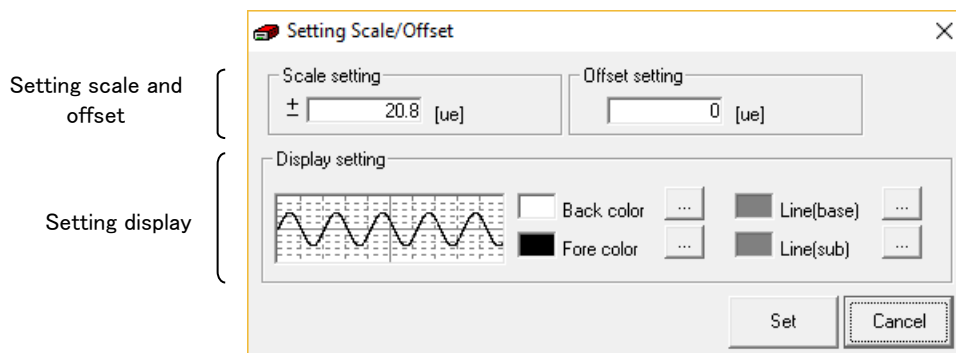 Setting Scale/Offset
Setting scale and
offset
Scale setting
± 20.8 [ue]
Offset setting
0 [ue]
Setting display
Display setting
Back color ...
Line(base) ...
Fore color ...
Line(sub) ...
Set
Cancel